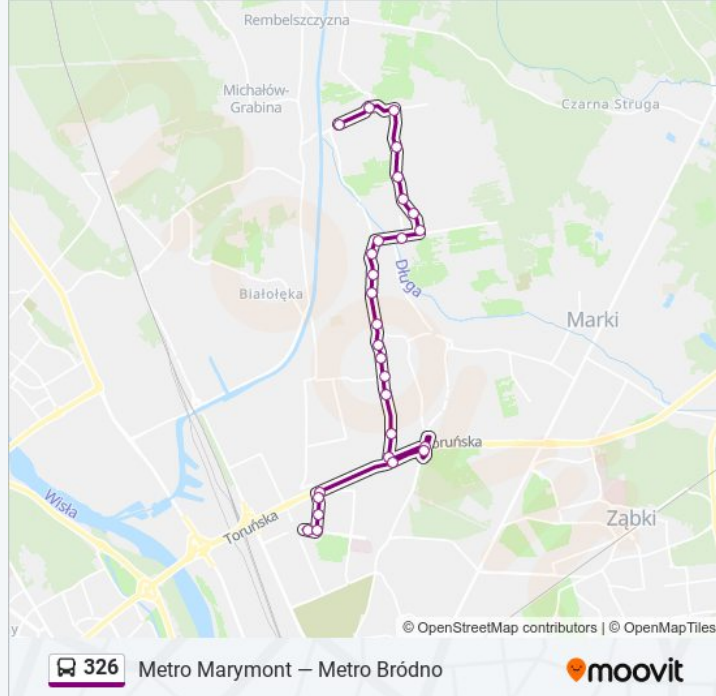 Rembelszczyzna
Michałów-
Grabina
Czarna Struga
Długa
Białołęka
Marki
Toruńska
Wisła
Ząbki
Toruńska
y
© OpenStreetMap contributors | © OpenMapTiles
326 Metro Marymont — Metro Bródno
moovit